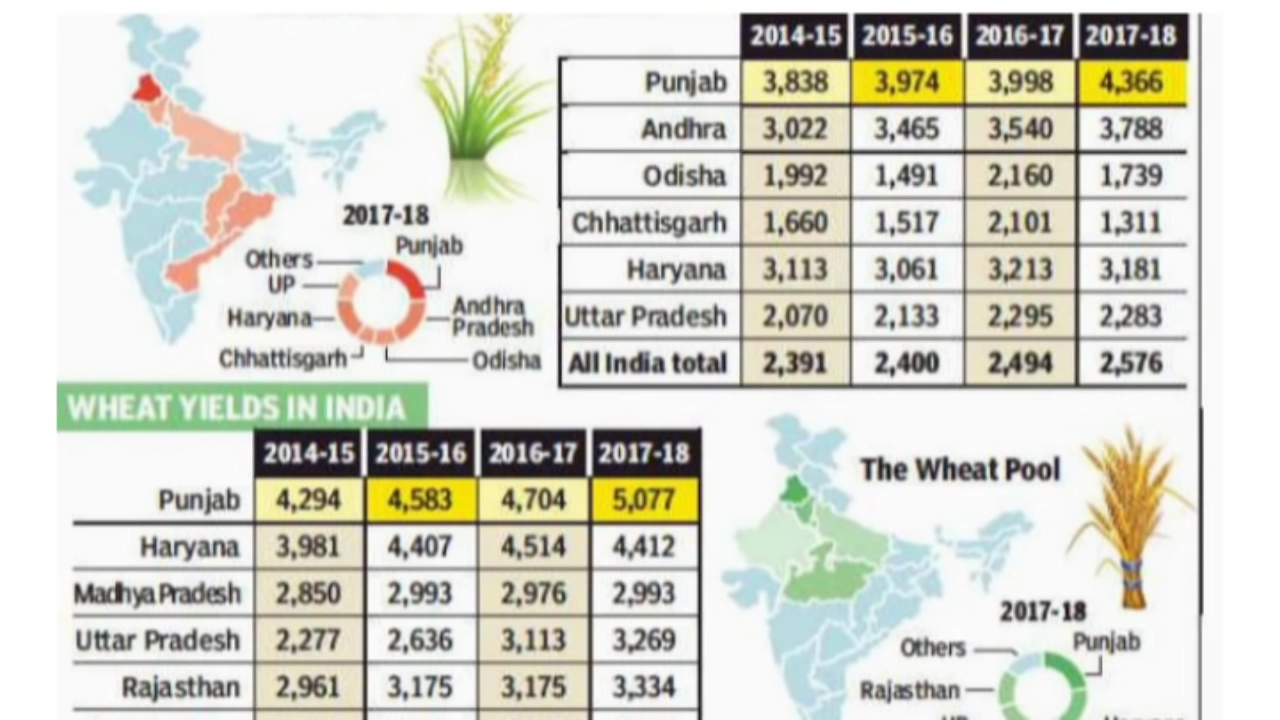 2014-15 2015-16 2016-17 2017-18
Punjab 3,838 3,974 3,998 4,366
Andhra 3,022 3,465 3,540 3,788
Odisha 1,992 1,491 2,160 1,739
Chhattisgarh 1,660 1,517 2,101 1,311
Haryana 3,113 3,061 3,213 3,181
Uttar Pradesh 2,070 2,133 2,295 2,283
All India total 2,391 2,400 2,494 2,576
2017-18
Punjab
Others
UP
Andhra
Pradesh
Haryana
Chhattisgarh
Odisha
WHEAT YIELDS IN INDIA
2014-15 2015-16 2016-17 2017-18
Punjab 4,294 4,583 4,704 5,077
Haryana 3,981 4,407 4,514 4,412
Madhya Pradesh 2,850 2,993 2,976 2,993
Uttar Pradesh 2,277 2,636 3,113 3,269
Rajasthan 2,961 3,175 3,175 3,334
The Wheat Pool
2017-18
Others
Punjab
Rajasthan